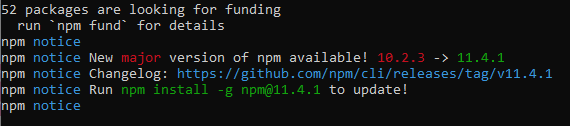 52 packages are looking for funding
  run `npm fund` for details
npm notice
npm notice New major version of npm available! 10.2.3 -> 11.4.1
npm notice Changelog: https://github.com/npm/cli/releases/tag/v11.4.1
npm notice Run npm install -g npm@11.4.1 to update!
npm notice